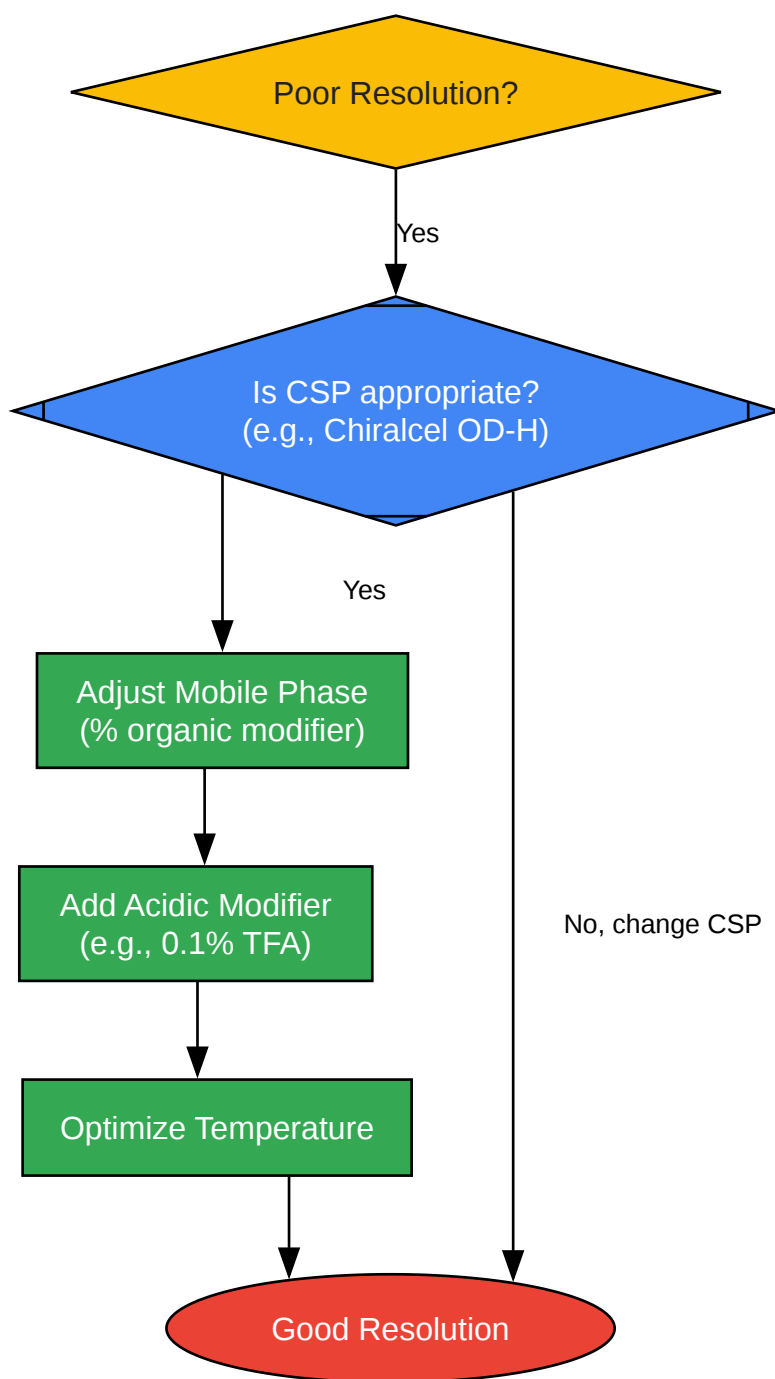 Poor Resolution?
Yes
Is CSP appropriate?
(e.g., Chiralcel OD-H)
Yes
Adjust Mobile Phase
(% organic modifier)
Add Acidic Modifier
(e.g., 0.1% TFA)
No, change CSP
Optimize Temperature
Good Resolution